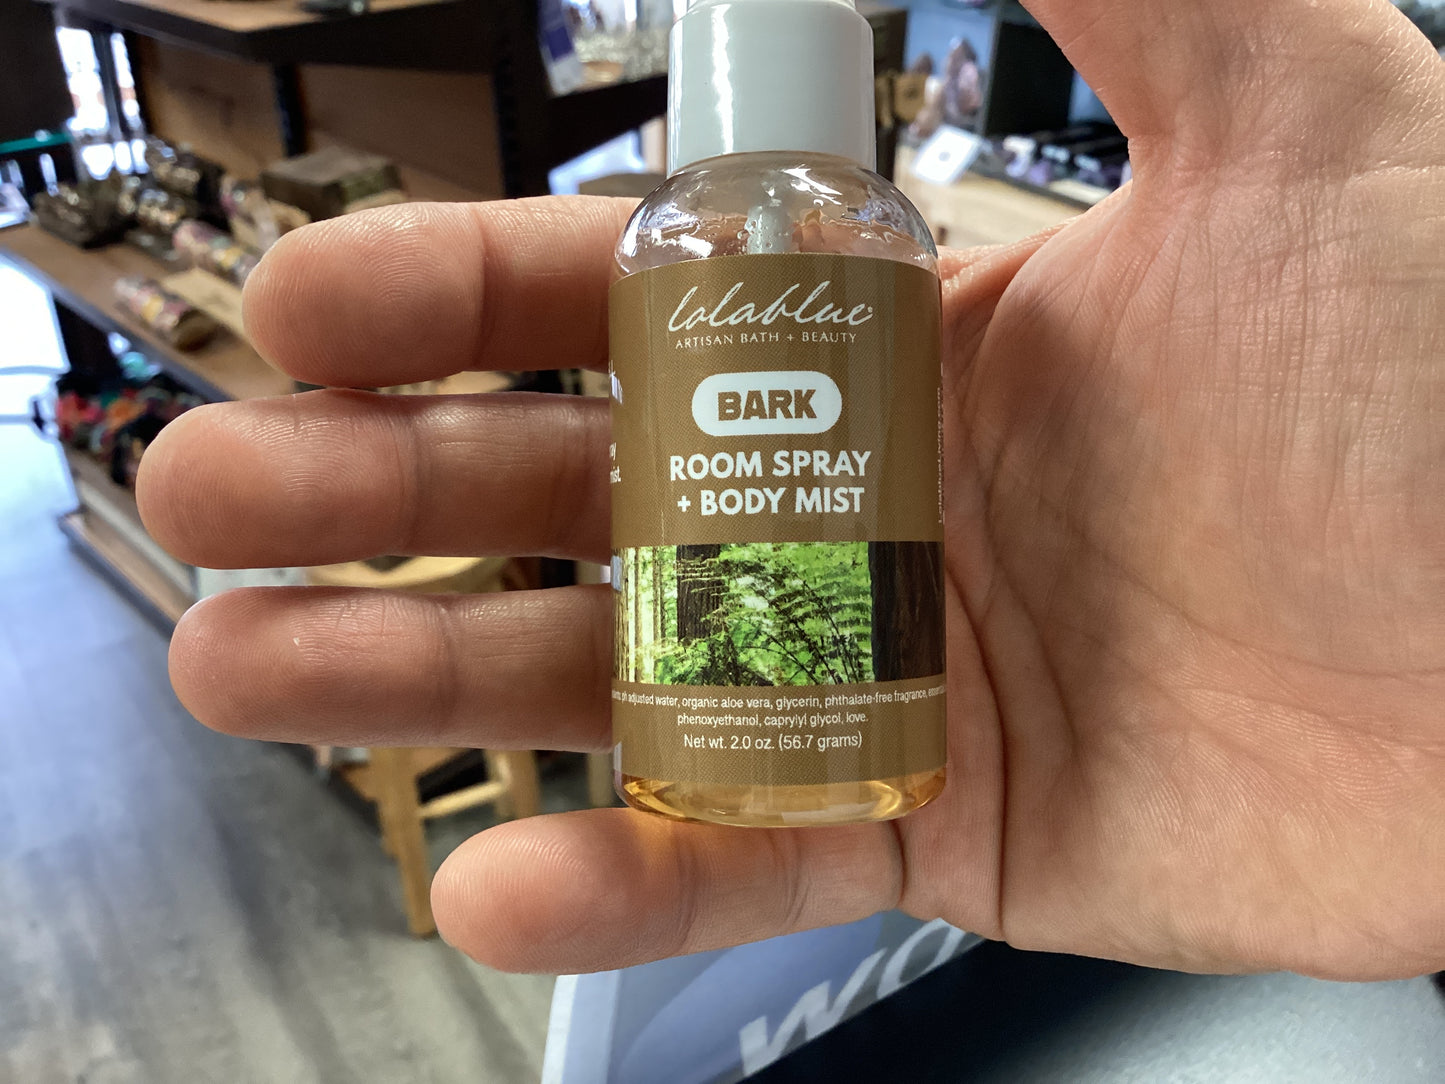 lolablue
ARTISAN BATH + BEAUTY
BARK
ROOM SPRAY
+ BODY MIST
ph adjusted water, organic aloe vera, glycerin, phthalate-free fragrance,
phenoxyethanol, caprylyl glycol, love.
Net wt. 2.0 oz. (56.7 grams)